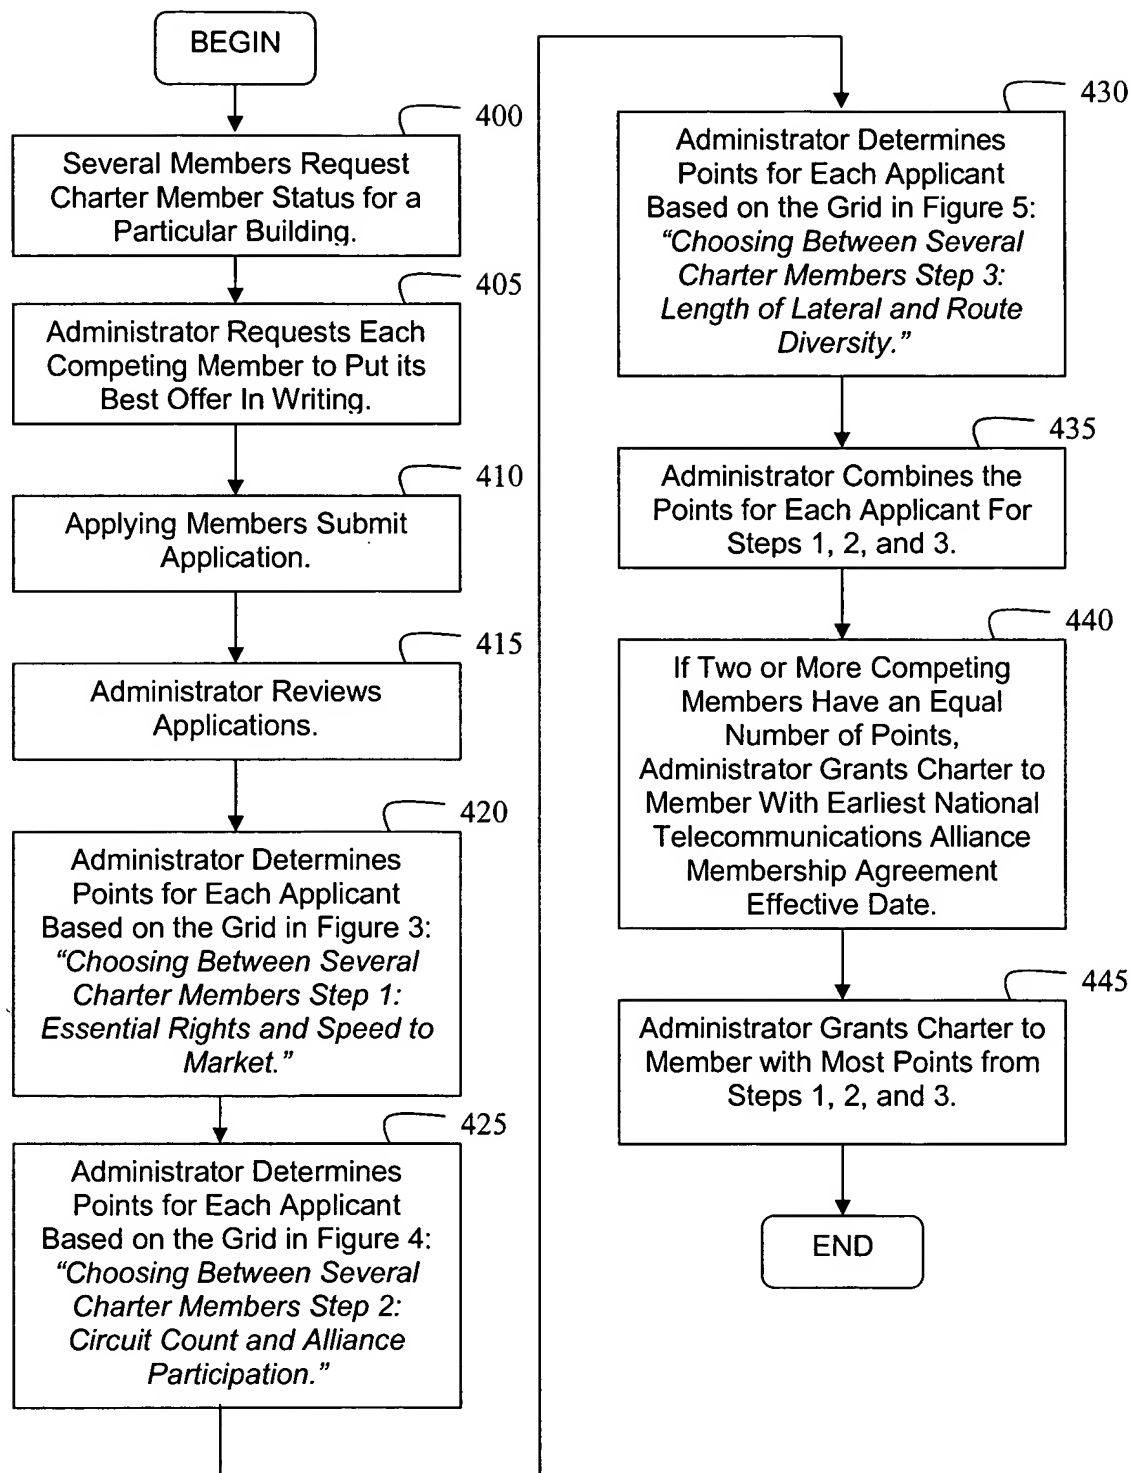 BEGIN
400
Several Members Request
Charter Member Status for a
Particular Building.
405
Administrator Requests Each
Competing Member to Put its
Best Offer In Writing.
410
Applying Members Submit
Application.
415
Administrator Reviews
Applications.
420
Administrator Determines
Points for Each Applicant
Based on the Grid in Figure 3:
“Choosing Between Several
Charter Members Step 1:
Essential Rights and Speed to
Market.”
425
Administrator Determines
Points for Each Applicant
Based on the Grid in Figure 4:
“Choosing Between Several
Charter Members Step 2:
Circuit Count and Alliance
Participation.”
430
Administrator Determines
Points for Each Applicant
Based on the Grid in Figure 5:
“Choosing Between Several
Charter Members Step 3:
Length of Lateral and Route
Diversity.”
435
Administrator Combines the
Points for Each Applicant For
Steps 1, 2, and 3.
440
If Two or More Competing
Members Have an Equal
Number of Points,
Administrator Grants Charter to
Member With Earliest National
Telecommunications Alliance
Membership Agreement
Effective Date.
445
Administrator Grants Charter to
Member with Most Points from
Steps 1, 2, and 3.
END